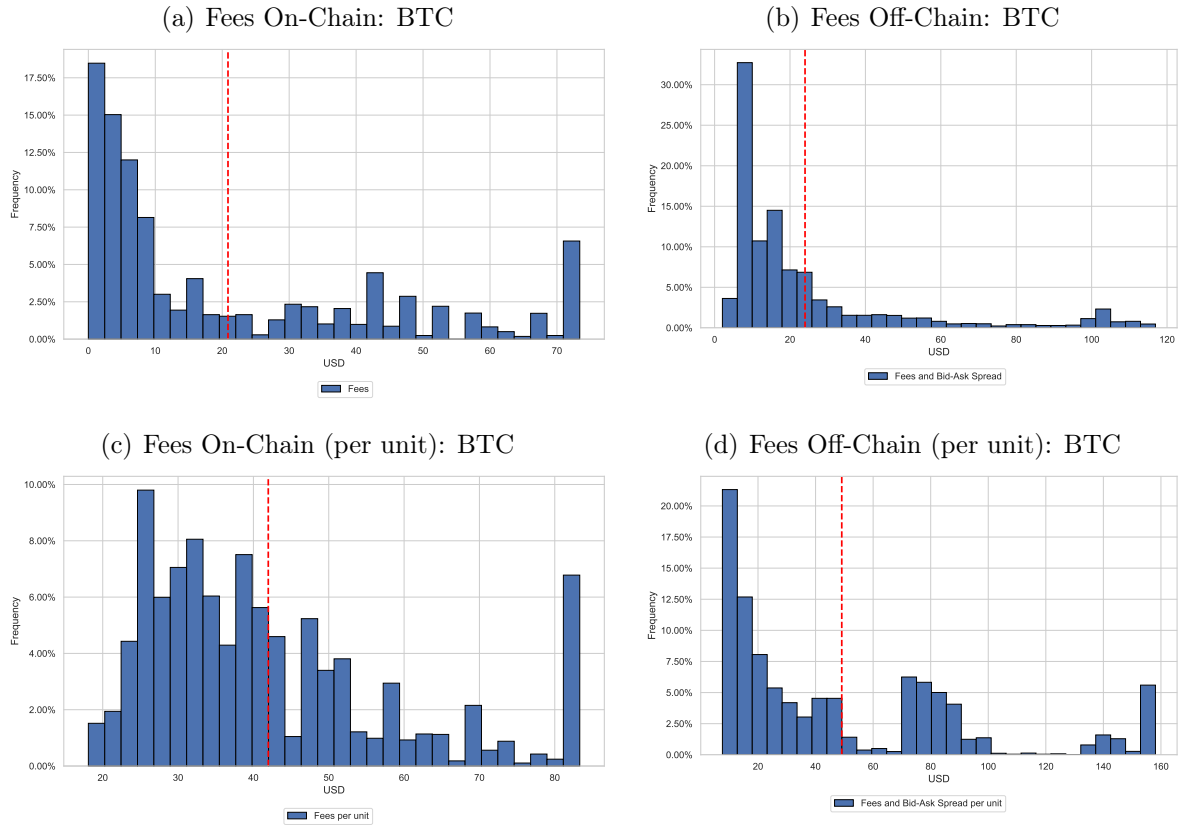 (a) Fees On-Chain: BTC
17.50%
15.00%
12.50%
10.00%
7.50%
5.00%
2.50%
0.00%
Frequency
0 10 20 30 40 50 60 70
USD
Fees
(b) Fees Off-Chain: BTC
30.00%
25.00%
20.00%
15.00%
10.00%
5.00%
0.00%
Frequency
0 20 40 60 80 100 120
USD
Fees and Bid-Ask Spread
(c) Fees On-Chain (per unit): BTC
10.00%
8.00%
6.00%
4.00%
2.00%
0.00%
Frequency
20 30 40 50 60 70 80
USD
Fees per unit
(d) Fees Off-Chain (per unit): BTC
20.00%
17.50%
15.00%
12.50%
10.00%
7.50%
5.00%
2.50%
0.00%
Frequency
20 40 60 80 100 120 140 160
USD
Fees and Bid-Ask Spread per unit